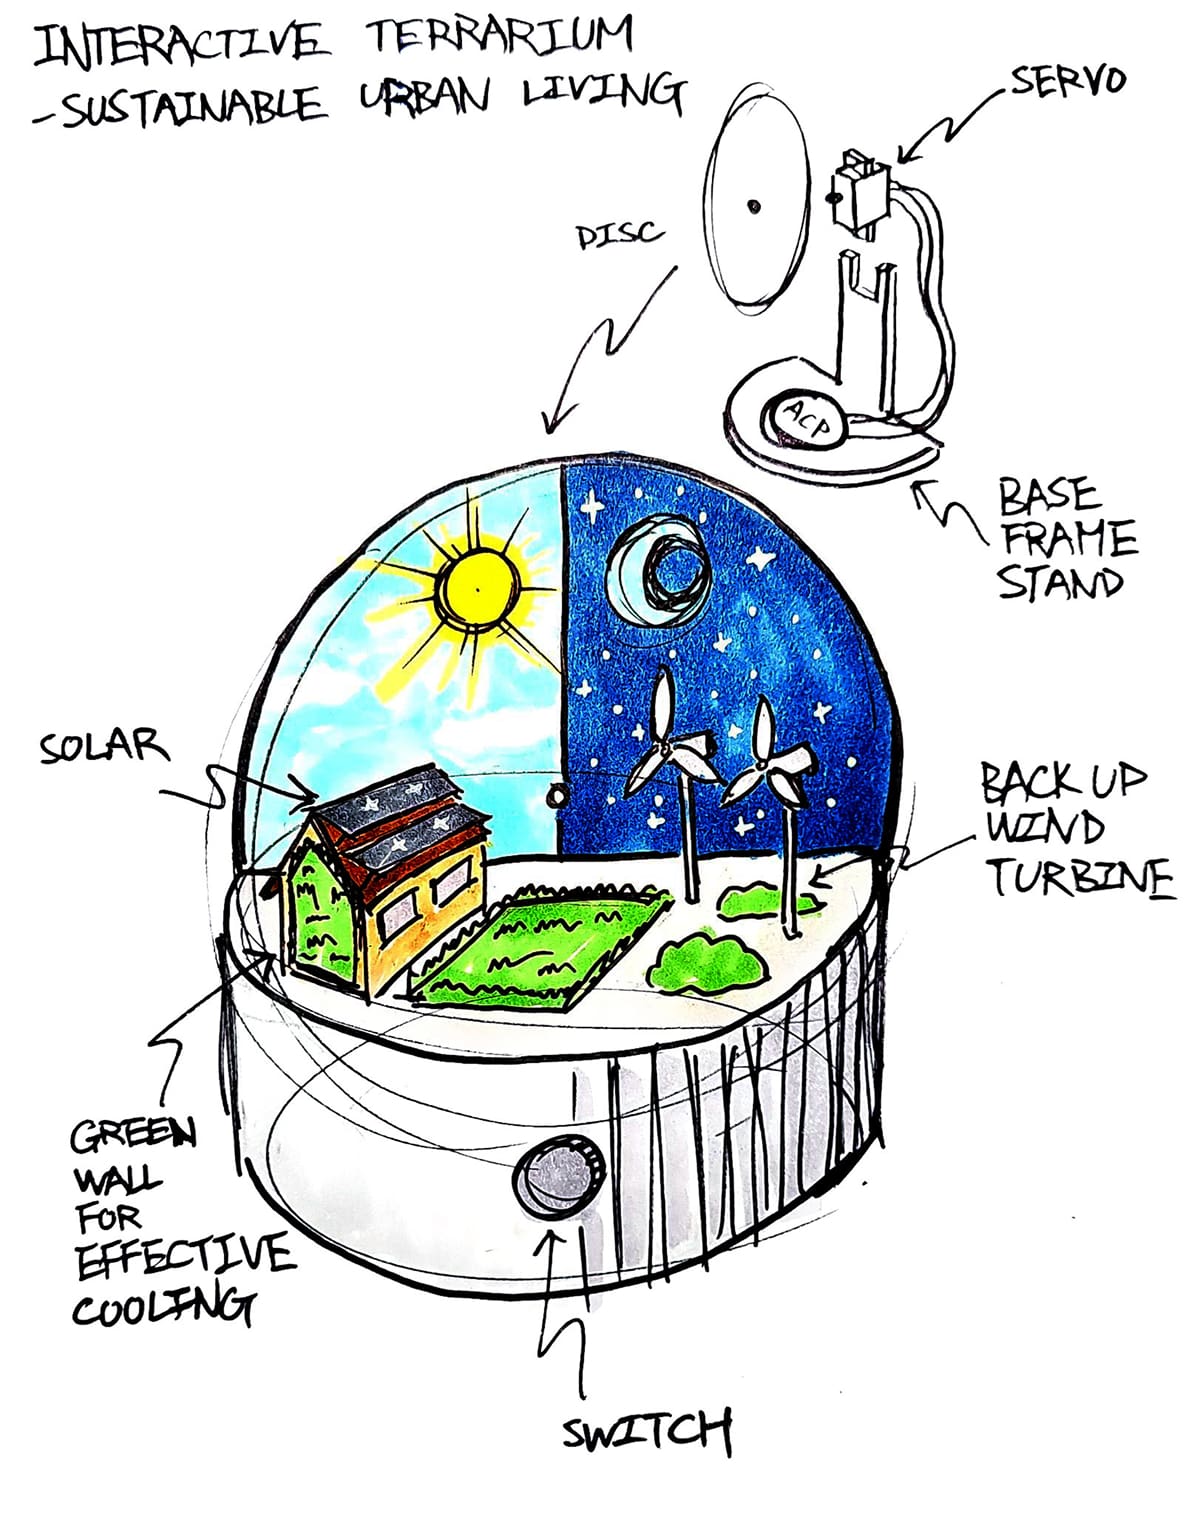 INTERACTIVE TERRARIUM
-SUSTAINABLE URBAN LIVING
SERVO
DISC
ACP
BASE
FRAME
STAND
SOLAR
BACK UP
WIND
TURBINE
GREEN
WALL
FOR
EFFECTIVE
COOLING
SWITCH